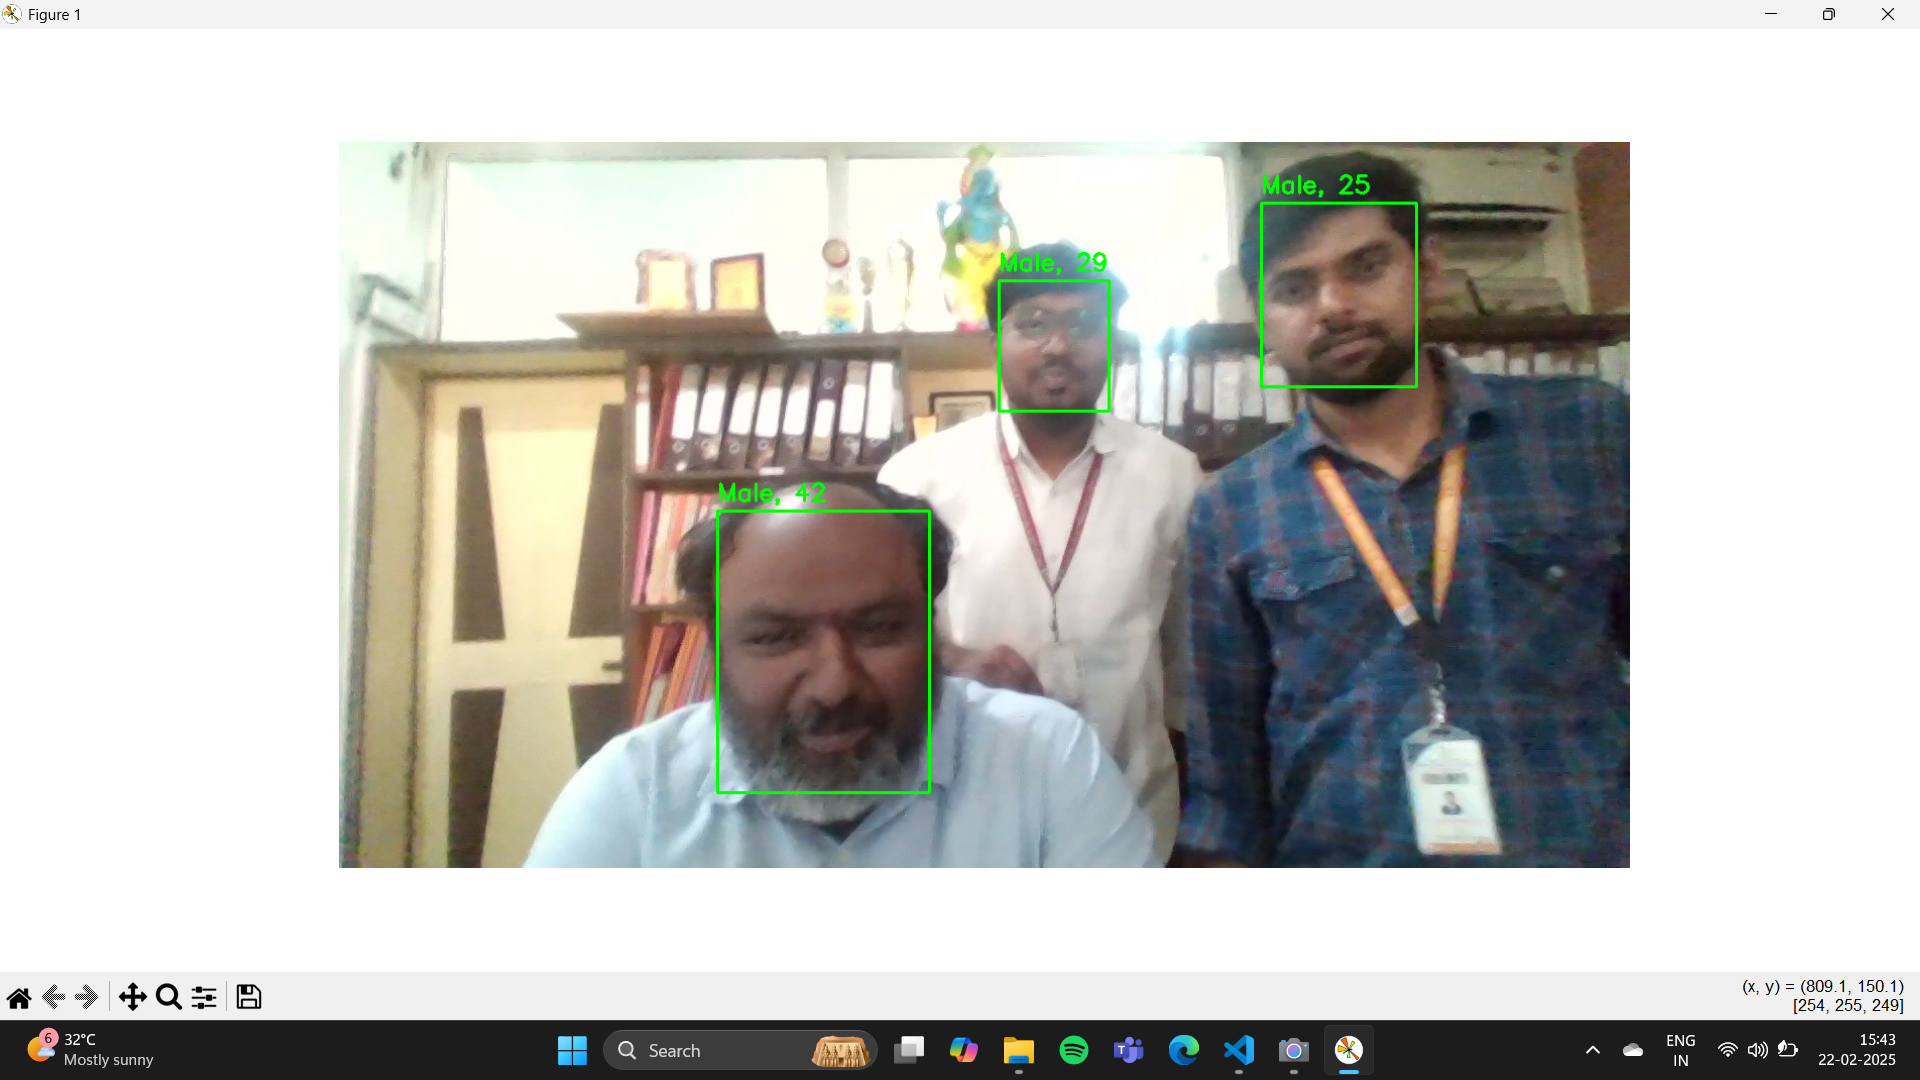 Figure 1
Male, 25
Male, 29
Male, 42
(x, y) = (809.1, 150.1)
[254, 255, 249]
6
32°C
Mostly sunny
Search
ENG
IN
15:43
22-02-2025